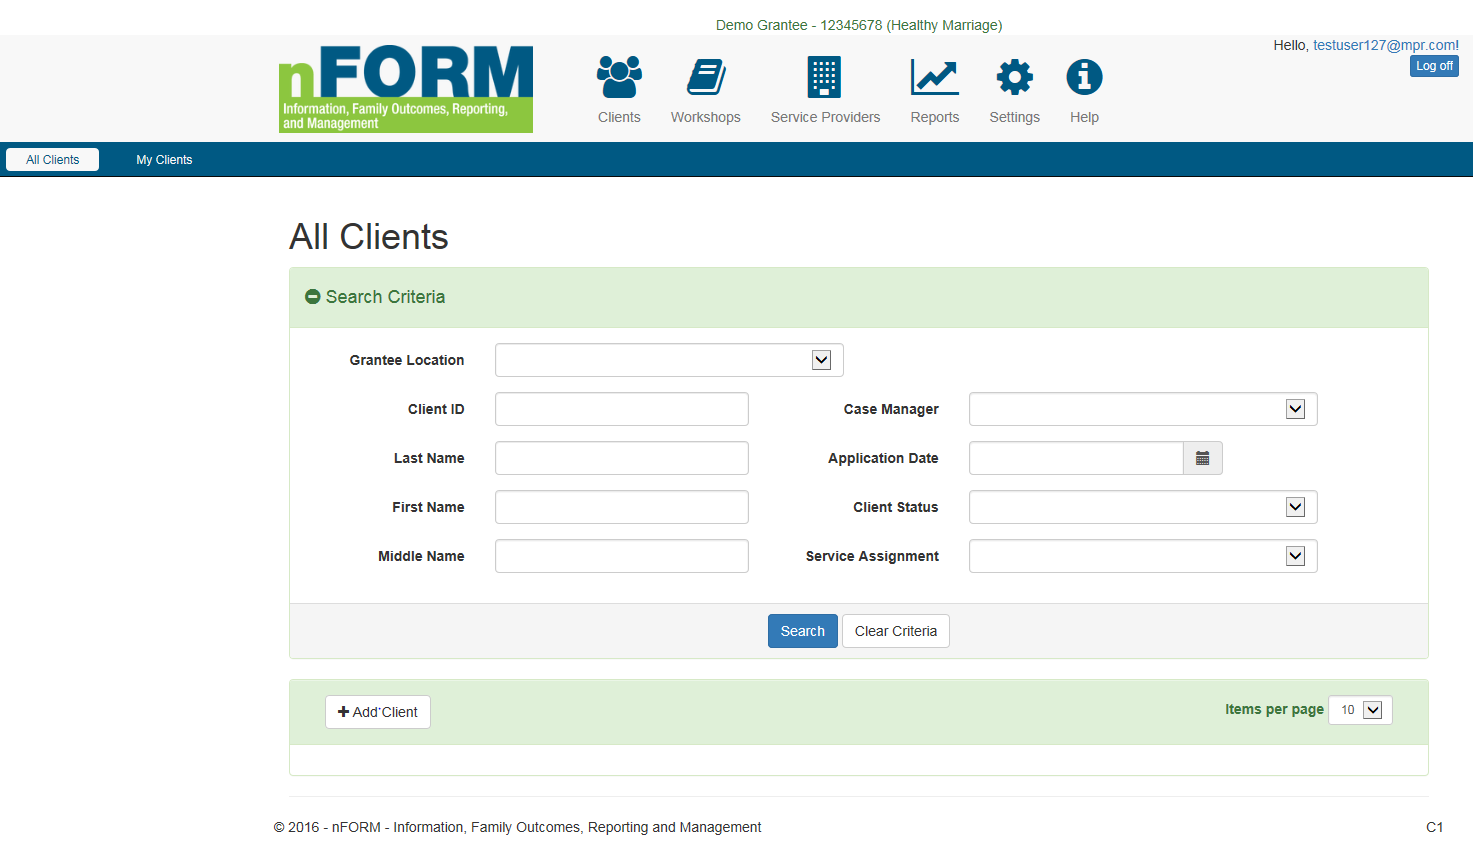 Demo Grantee - 12345678 (Healthy Marriage)
Hello, testuser127@mpr.com!
Log off
nFORM
Information, Family Outcomes, Reporting,
and Management
Clients Workshops Service Providers Reports Settings Help
All Clients My Clients
All Clients
Search Criteria
Grantee Location
Client ID Case Manager
Last Name Application Date
First Name Client Status
Middle Name Service Assignment
Search Clear Criteria
Add Client Items per page 10
© 2016 - nFORM - Information, Family Outcomes, Reporting and Management C1